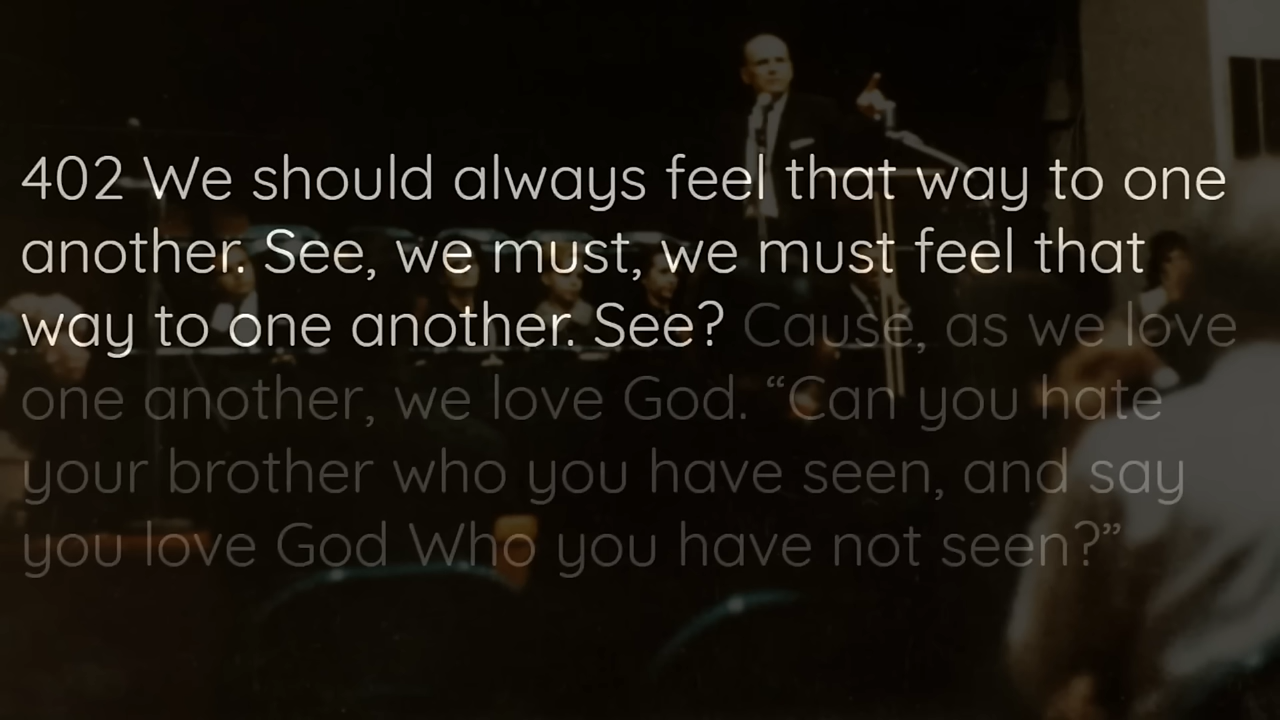 402 We should always feel that way to one
another. See, we must, we must feel that
way to one another. See? Cause, as we love
one another, we love God. “Can you hate
your brother who you have seen, and say
you love God Who you have not seen?”